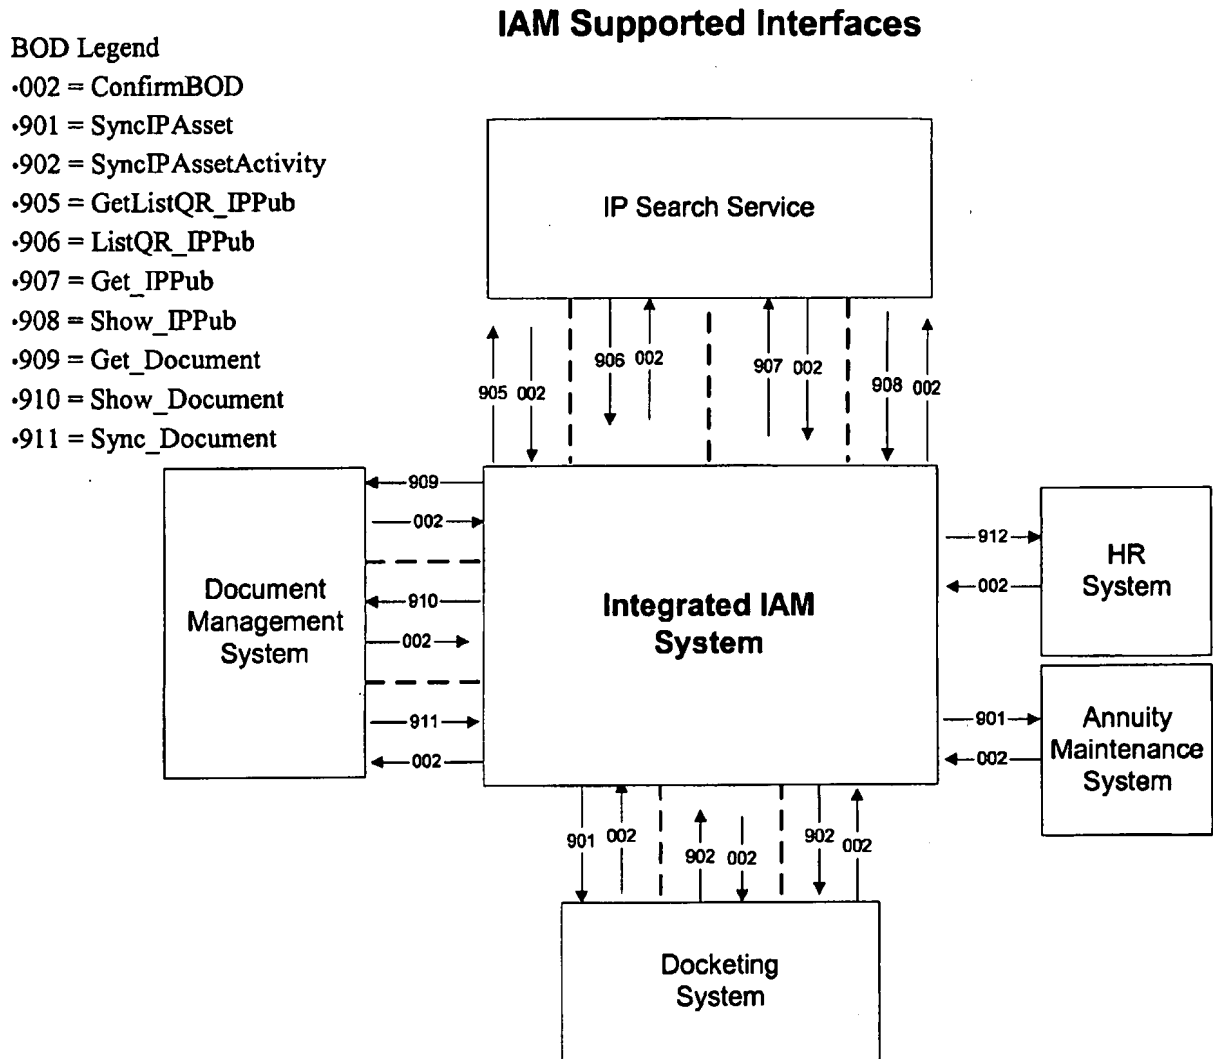 IAM Supported Interfaces
BOD Legend
•002 = ConfirmBOD
•901 = SyncIPAsset
•902 = SyncIPAssetActivity
•905 = GetListQR_IPPub
•906 = ListQR_IPPub
•907 = Get_IPPub
•908 = Show_IPPub
•909 = Get_Document
•910 = Show_Document
•911 = Sync_Document
IP Search Service
905
002
906
002
907
002
908
002
909
002
910
002
911
002
Document
Management
System
Integrated IAM
System
912
002
HR
System
901
002
Annuity
Maintenance
System
901
002
902
002
902
002
Docketing
System